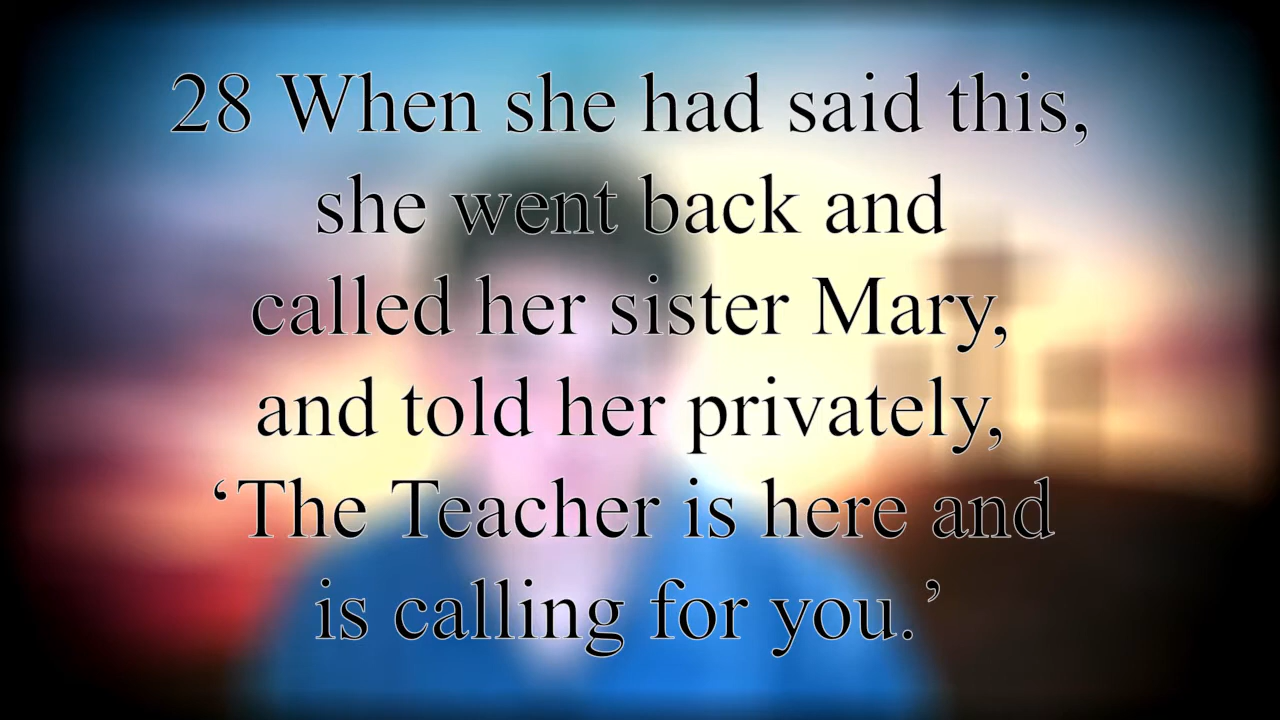 28 When she had said this,
she went back and
called her sister Mary,
and told her privately,
‘The Teacher is here and
is calling for you.’